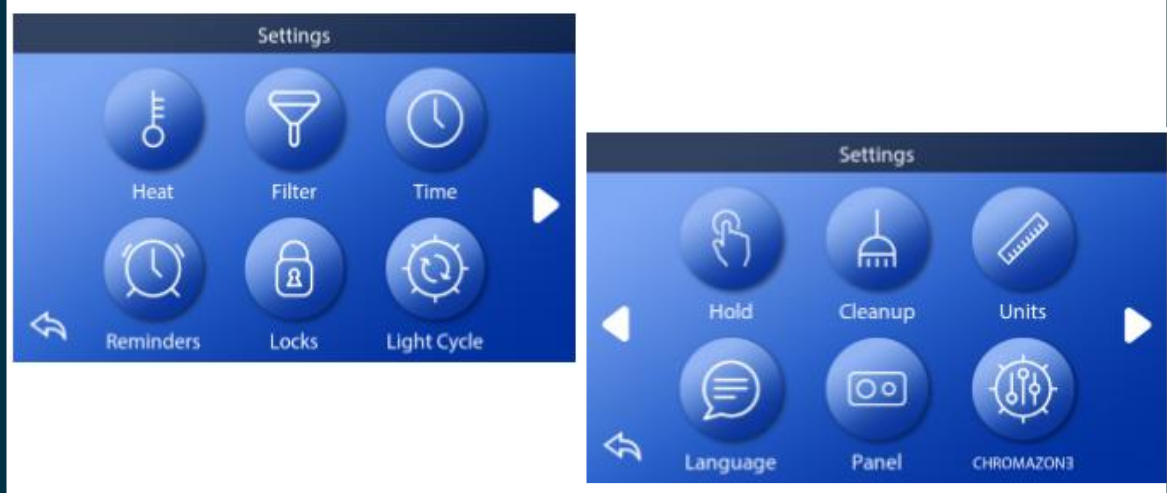 Settings
Heat Filter Time
Reminders Locks Light Cycle
Settings
Hold Cleanup Units
Language Panel CHROMAZON3